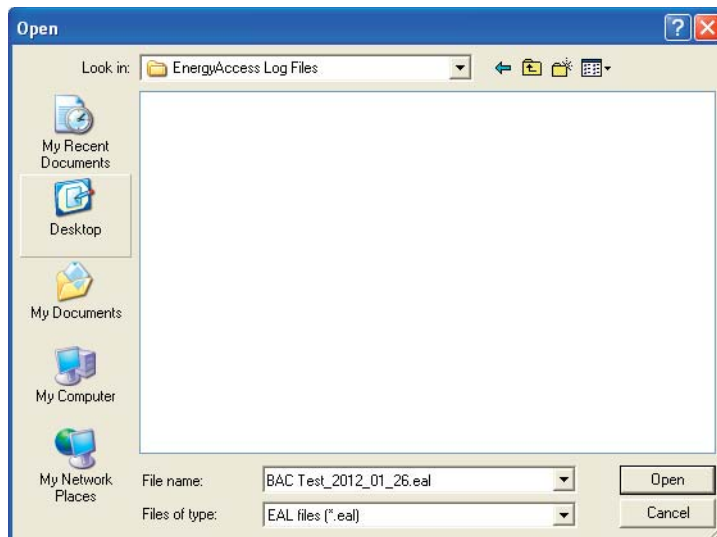 Open
Look in: EnergyAccess Log Files
My Recent
Documents
Desktop
My Documents
My Computer
My Network
Places
File name: BAC Test_2012_01_26.eal Open
Files of type: EAL files (*.eal) Cancel